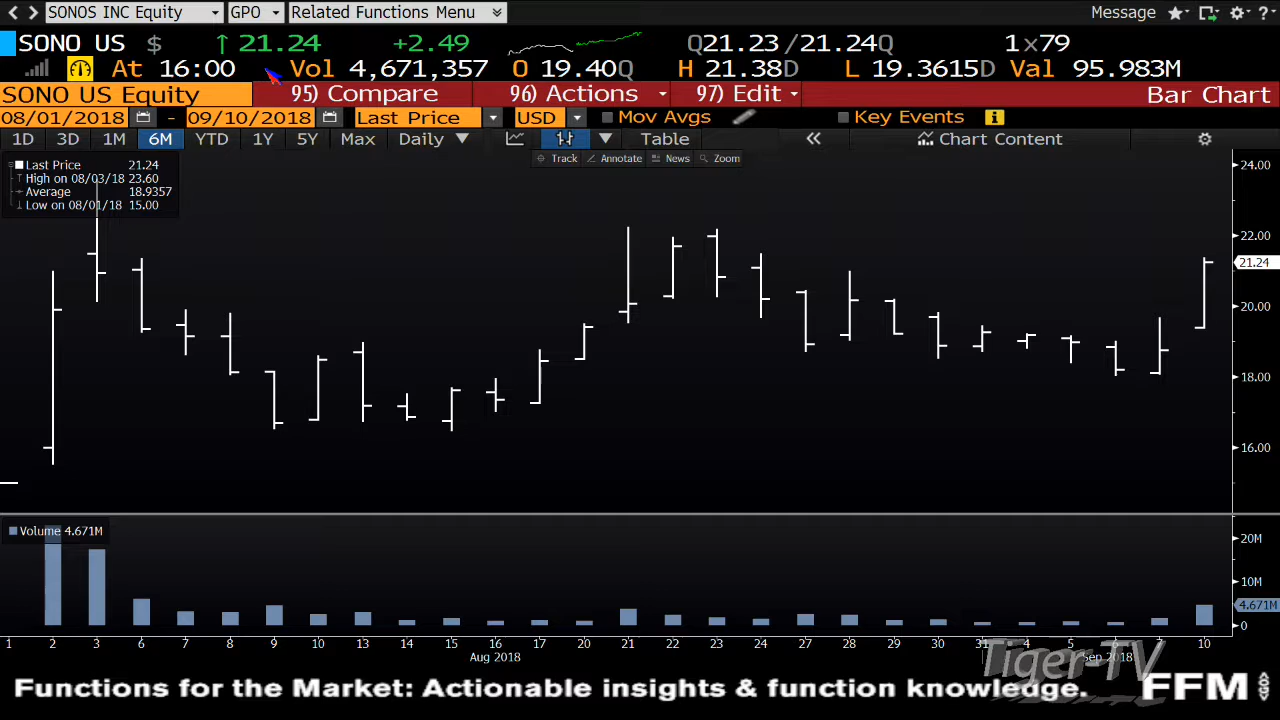 SONOS INC Equity GPO Related Functions Menu Message ?
SONO US $ ↑ 21.24 +2.49 Q21.23 /21.24Q 1×79
At 16:00 Vol 4,671,357 O 19.40Q H 21.38D L 19.3615D Val 95.983M
SONO US Equity 95) Compare 96) Actions 97) Edit Bar Chart
08/01/2018 - 09/10/2018 Last Price USD Mov Avgs Key Events i
1D 3D 1M 6M YTD 1Y 5Y Max Daily Table « Chart Content
Track Annotate News Zoom
Last Price 21.24
High on 08/03/18 23.60
Average 18.9357
Low on 08/01/18 15.00
24.00
22.00
21.24
20.00
18.00
16.00
Volume 4.671M
20M
10M
4.671M
0
1 2 3 6 7 8 9 10 13 14 15 16 17 20 21 22 23 24 27 28 29 30 31 4 5 6 7 10
Aug 2018 Sep 2018
Tiger-TV
Functions for the Market: Actionable insights & function knowledge. FFM